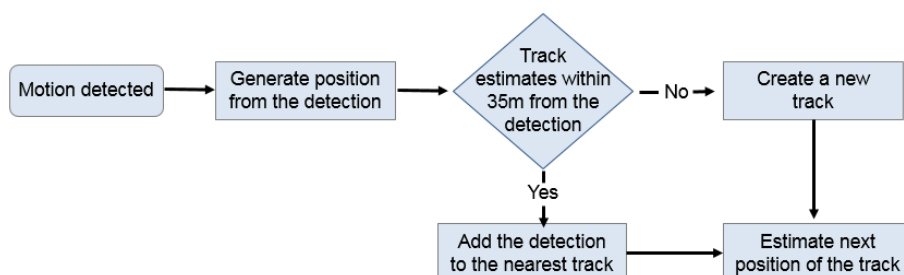 Motion detected
Generate position
from the detection
Track
estimates within
35m from the
detection
No
Create a new
track
Yes
Add the detection
to the nearest track
Estimate next
position of the track